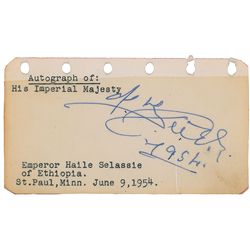 Autograph of:
His Imperial Majesty
1954.
Emperor Haile Selassie
of Ethiopia.
St.Paul,Minn. June 9,1954.